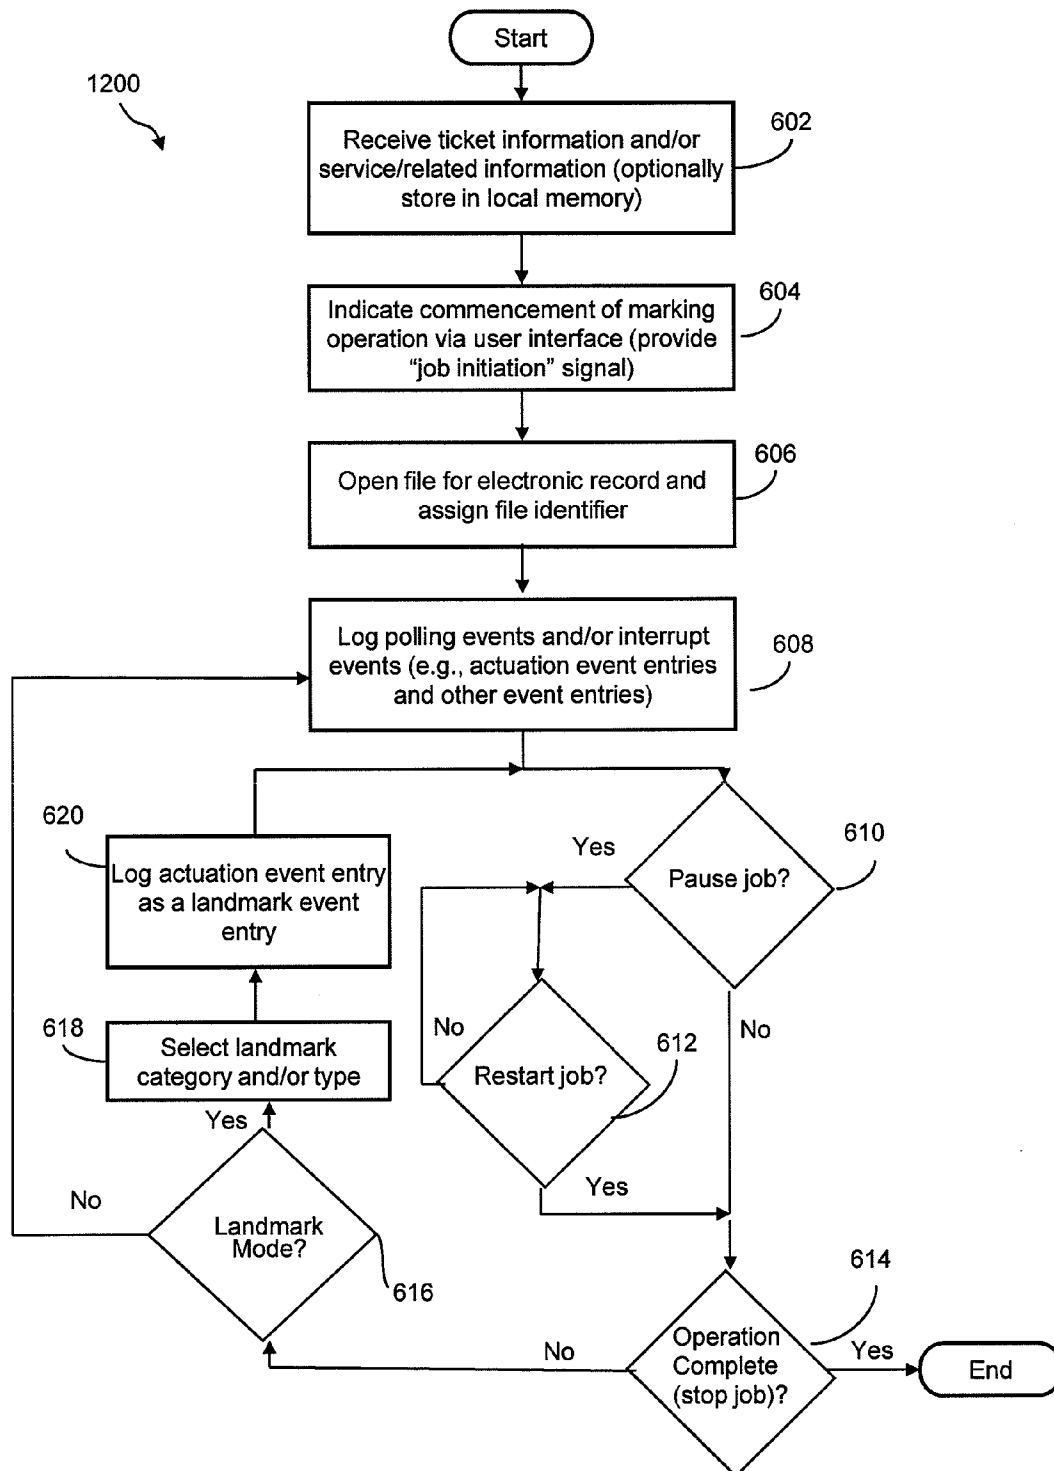 Start
1200
Receive ticket information and/or
service/related information (optionally
store in local memory)
602
Indicate commencement of marking
operation via user interface (provide
“job initiation” signal)
604
Open file for electronic record and
assign file identifier
606
Log polling events and/or interrupt
events (e.g., actuation event entries
and other event entries)
608
620
Log actuation event entry
as a landmark event
entry
Yes
Pause job?
610
618
Select landmark
category and/or type
No
Restart job?
612
No
Yes
Yes
No
Landmark
Mode?
616
614
Operation
Complete
(stop job)?
No
Yes
End